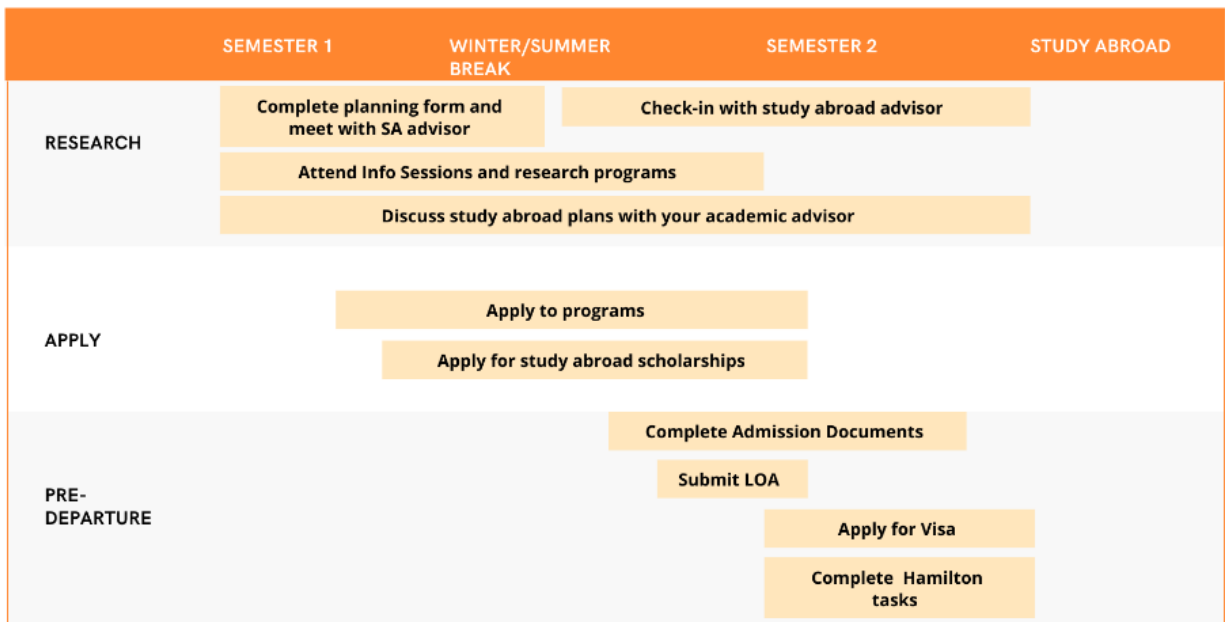 SEMESTER 1
WINTER/SUMMER
BREAK
SEMESTER 2
STUDY ABROAD
RESEARCH
Complete planning form and
meet with SA advisor
Check-in with study abroad advisor
Attend Info Sessions and research programs
Discuss study abroad plans with your academic advisor
APPLY
Apply to programs
Apply for study abroad scholarships
PRE-
DEPARTURE
Complete Admission Documents
Submit LOA
Apply for Visa
Complete Hamilton
tasks